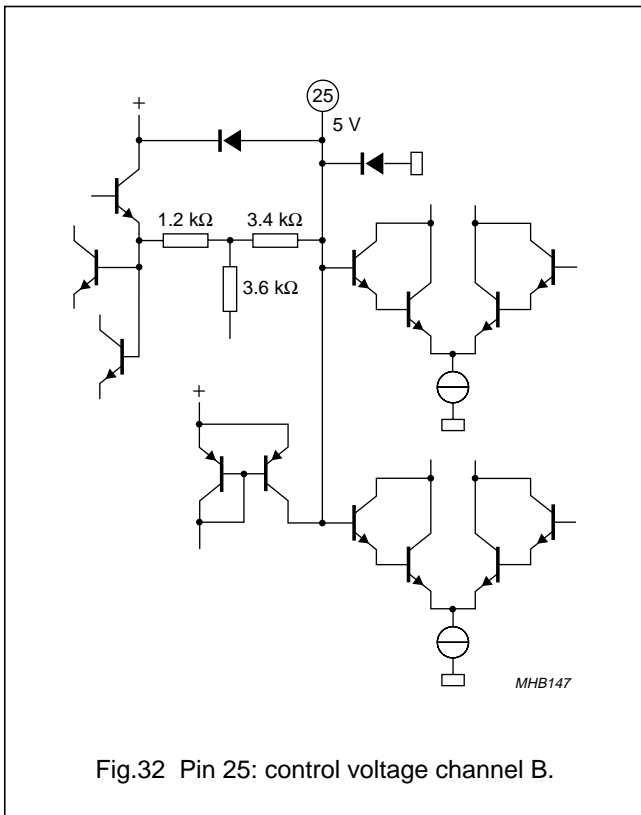 25
+
5 V
1.2 kΩ
3.4 kΩ
3.6 kΩ
+
MHB147
Fig.32 Pin 25: control voltage channel B.